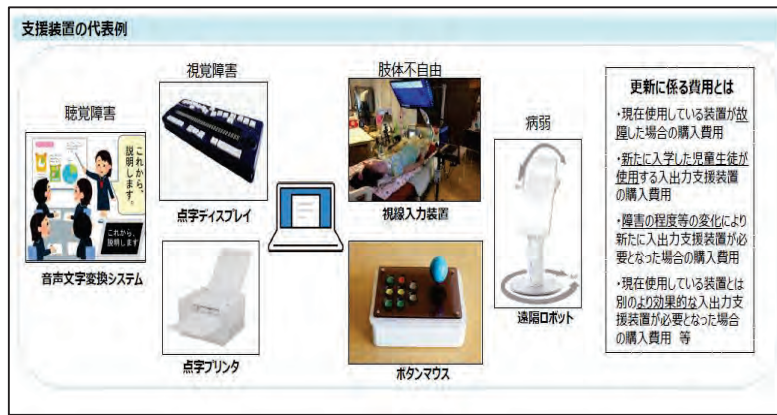 支援装置の代表例
聴覚障害
これから、
説明します。
これから、
説明します
音声文字変換システム
視覚障害
点字ディスプレイ
点字プリンタ
肢体不自由
視線入力装置
ボタンマウス
病弱
遠隔ロボット
更新に係る費用とは
・現在使用している装置が故
障した場合の購入費用
・新たに入学した児童生徒が
使用する入出力支援装置
の購入費用
・障害の程度等の変化により
新たに入出力支援装置が必
要となった場合の購入費用
・現在使用している装置とは
別のより効果的な入出力支
援装置が必要となった場合
の購入費用 等